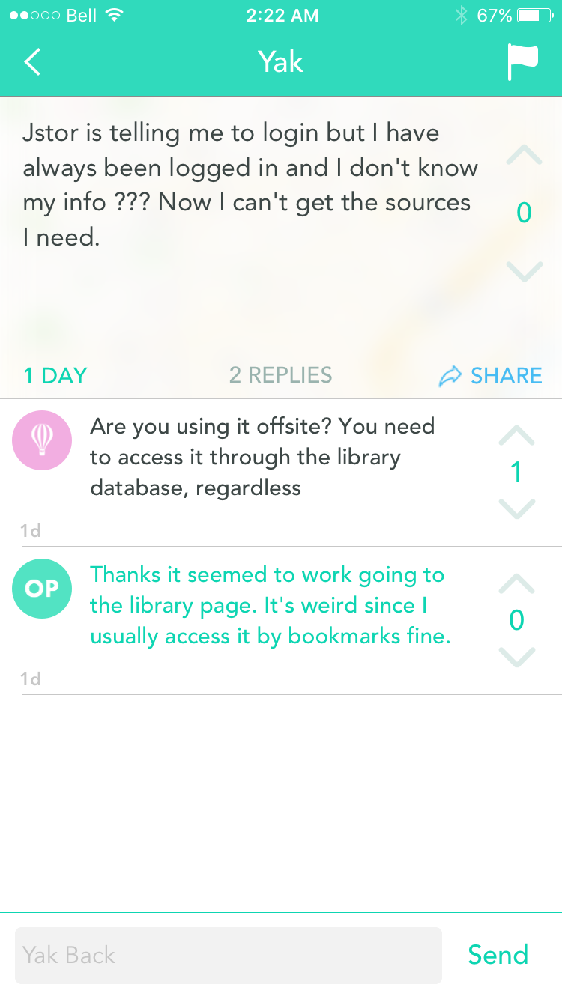 Bell 2:22 AM 67%
Yak
Jstor is telling me to login but I have
always been logged in and I don't know
my info ??? Now I can't get the sources
I need.
0
1 DAY 2 REPLIES SHARE
Are you using it offsite? You need
to access it through the library
database, regardless
1
1d
OP
Thanks it seemed to work going to
the library page. It's weird since I
usually access it by bookmarks fine.
0
1d
Yak Back Send